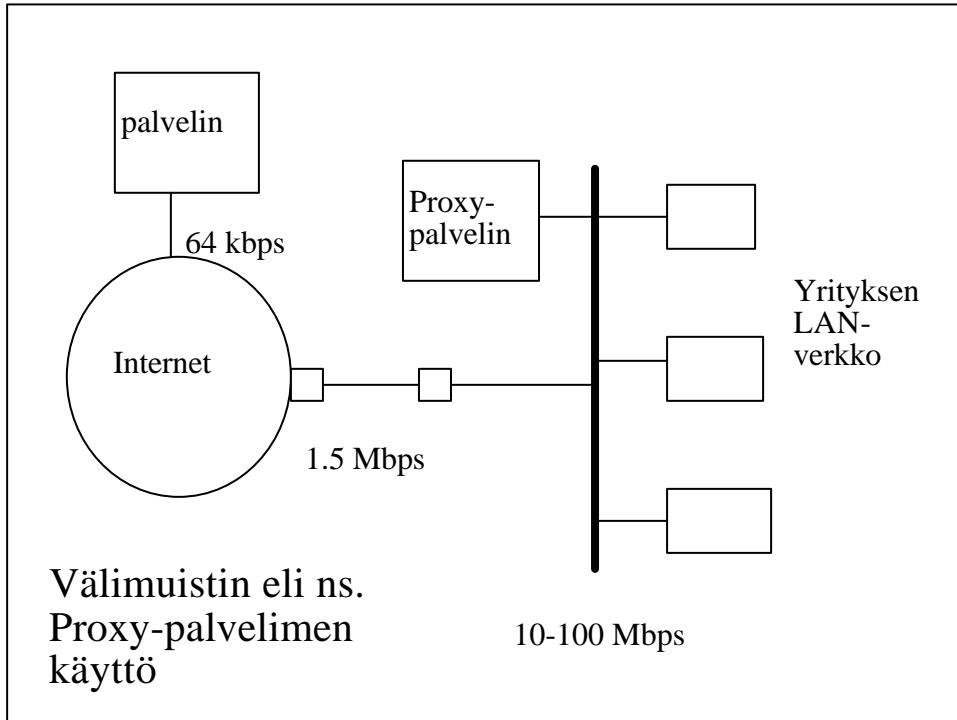 palvelin
64 kbps
Internet
1.5 Mbps
Proxy-
palvelin
Yrityksen
LAN-
verkko
10-100 Mbps
Välimuistin eli ns.
Proxy-palvelimen
käyttö